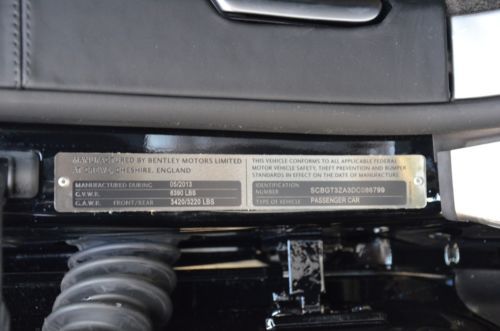 MANUFACTURED BY BENTLEY MOTORS LIMITED
AT CREWE, CHESHIRE, ENGLAND
MANUFACTURED DURING 05/2013
G.V.W.R. 6390 LBS
G.A.W.R. FRONT/REAR 3420/3220 LBS
THIS VEHICLE CONFORMS TO ALL APPLICABLE FEDERAL
MOTOR VEHICLE SAFETY, THEFT PREVENTION AND BUMPER
STANDARDS IN EFFECT ON THE DATE OF MANUFACTURE
IDENTIFICATION
NUMBER SCBGT3ZA3DC086799
TYPE OF VEHICLE PASSENGER CAR